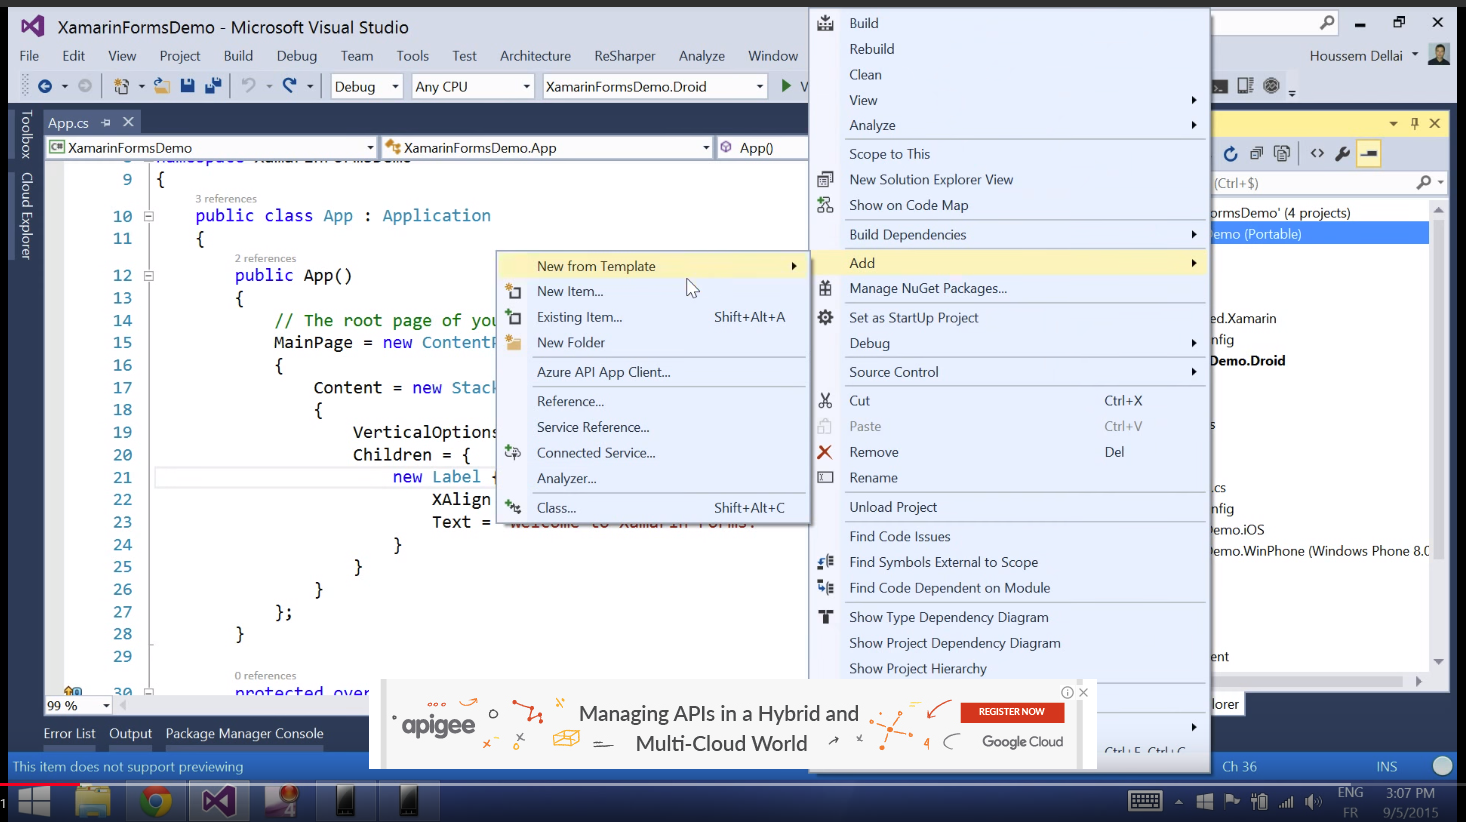 XamarinFormsDemo - Microsoft Visual Studio
File Edit View Project Build Debug Team Tools Test Architecture ReSharper Analyze Window
Houssem Dellai
Debug Any CPU XamarinFormsDemo.Droid
Toolbox
Cloud Explorer
App.cs
XamarinFormsDemo XamarinFormsDemo.App App()
9 {
3 references
10 public class App : Application
11 {
2 references
12 public App()
13 {
14 // The root page of you
15 MainPage = new ContentP
16 {
17 Content = new Stack
18 {
19 VerticalOptions
20 Children = {
21 new Label {
22 XAlign
23 Text = "Welcome to Xamarin Forms!"
24 }
25 }
26 }
27 };
28 }
29
0 references
30 protected over
99 %
New from Template
New Item...
Existing Item... Shift+Alt+A
New Folder
Azure API App Client...
Reference...
Service Reference...
Connected Service...
Analyzer...
Class... Shift+Alt+C
Build
Rebuild
Clean
View
Analyze
Scope to This
New Solution Explorer View
Show on Code Map
Build Dependencies
Add
Manage NuGet Packages...
Set as StartUp Project
Debug
Source Control
Cut Ctrl+X
Paste Ctrl+V
Remove Del
Rename
Unload Project
Find Code Issues
Find Symbols External to Scope
Find Code Dependent on Module
Show Type Dependency Diagram
Show Project Dependency Diagram
Show Project Hierarchy
(Ctrl+$)
ormsDemo' (4 projects)
Demo (Portable)
ed.Xamarin
nfig
Demo.Droid
s
.cs
nfig
Demo.iOS
Demo.WinPhone (Windows Phone 8.0
ent
lorer
apigee
Managing APIs in a Hybrid and
Multi-Cloud World
REGISTER NOW
Google Cloud
Error List Output Package Manager Console
This item does not support previewing
Ch 36 INS
1
4
ENG
FR
3:07 PM
9/5/2015